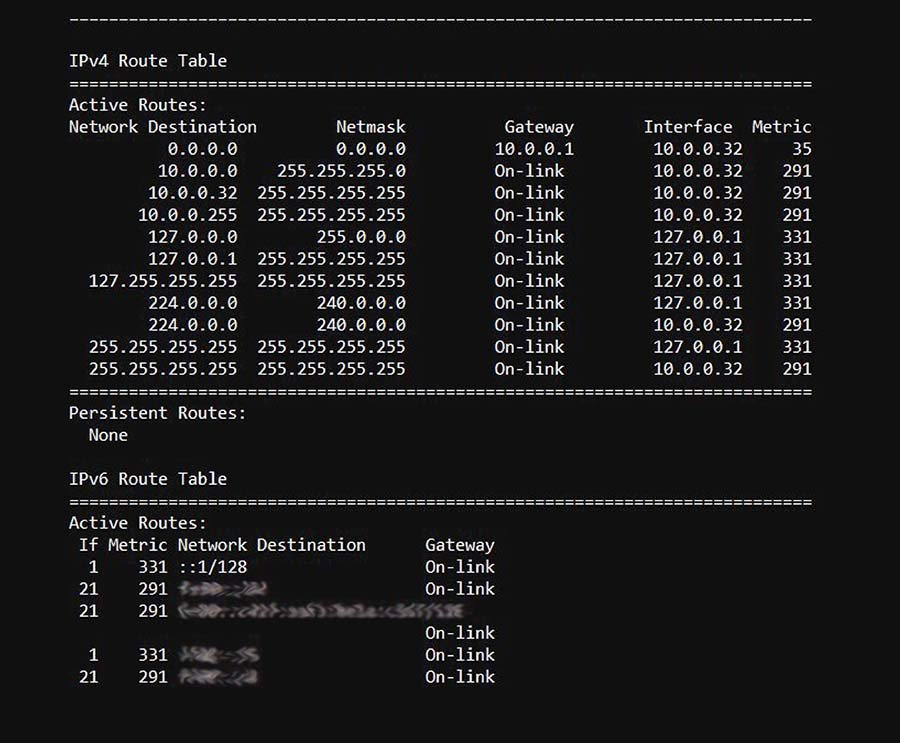 ---------------------------------------------------------------------------
IPv4 Route Table
===========================================================================
Active Routes:
Network Destination        Netmask          Gateway       Interface  Metric
          0.0.0.0          0.0.0.0         10.0.0.1        10.0.0.32     35
         10.0.0.0    255.255.255.0         On-link         10.0.0.32    291
        10.0.0.32  255.255.255.255         On-link         10.0.0.32    291
       10.0.0.255  255.255.255.255         On-link         10.0.0.32    291
        127.0.0.0        255.0.0.0         On-link         127.0.0.1    331
        127.0.0.1  255.255.255.255         On-link         127.0.0.1    331
  127.255.255.255  255.255.255.255         On-link         127.0.0.1    331
        224.0.0.0        240.0.0.0         On-link         127.0.0.1    331
        224.0.0.0        240.0.0.0         On-link         10.0.0.32    291
  255.255.255.255  255.255.255.255         On-link         127.0.0.1    331
  255.255.255.255  255.255.255.255         On-link         10.0.0.32    291
===========================================================================
Persistent Routes:
  None
IPv6 Route Table
===========================================================================
Active Routes:
 If Metric Network Destination      Gateway
  1    331 ::1/128                  On-link
 21    291                          On-link
 21    291
                                    On-link
  1    331                          On-link
 21    291                          On-link